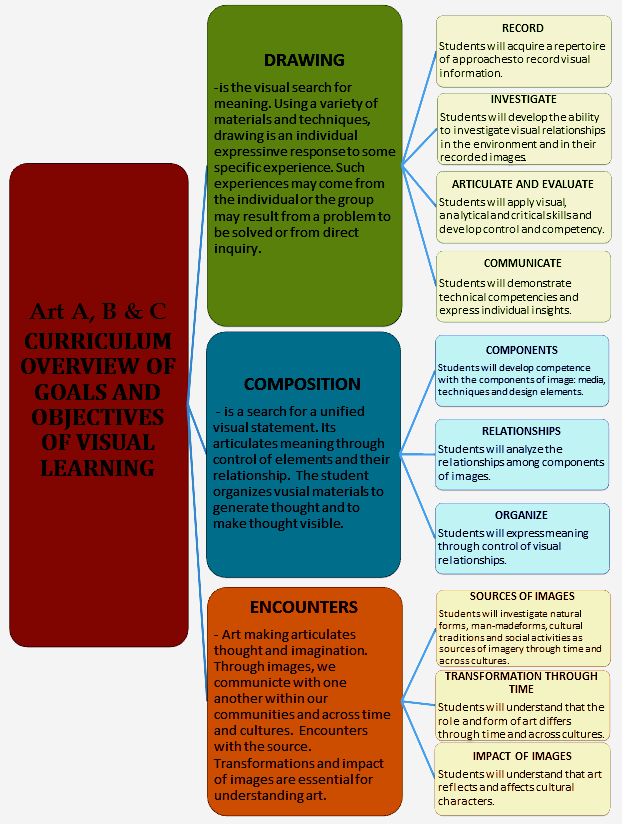 Art A, B & C
CURRICULUM
OVERVIEW OF
GOALS AND
OBJECTIVES
OF VISUAL
LEARNING
DRAWING
-is the visual search for
meaning. Using a variety of
materials and techniques,
drawing is an individual
expressinve response to some
specific experience. Such
experiences may come from
the individual or the group
may result from a problem to
be solved or from direct
inquiry.
RECORD
Students will acquire a repertoire
of approaches to record visual
information.
INVESTIGATE
Students will develop the ability
to investigate visual relationships
in the environment and in their
recorded images.
ARTICULATE AND EVALUATE
Students will apply visual,
analytical and critical skills and
develop control and competency.
COMMUNICATE
Students will demonstrate
technical competencies and
express individual insights.
COMPOSITION
- is a search for a unified
visual statement. Its
articulates meaning through
control of elements and their
relationship. The student
organizes vusial materials to
generate thought and to
make thought visible.
COMPONENTS
Students will develop competence
with the components of image: media,
techniques and design elements.
RELATIONSHIPS
Students will analyze the
relationships among components
of images.
ORGANIZE
Students will express meaning
through control of visual
relationships.
ENCOUNTERS
- Art making articulates
thought and imagination.
Through images, we
communicte with one
another within our
communities and across time
and cultures. Encounters
with the source.
Transformations and impact
of images are essential for
understanding art.
SOURCES OF IMAGES
Students will investigate natural
forms, man-made forms, cultural
traditions and social activities as
sources of imagery through time and
across cultures.
TRANSFORMATION THROUGH
TIME
Students will understand that the
role and form of art differs
through time and across cultures.
IMPACT OF IMAGES
Students will understand that art
reflects and affects cultural
characters.